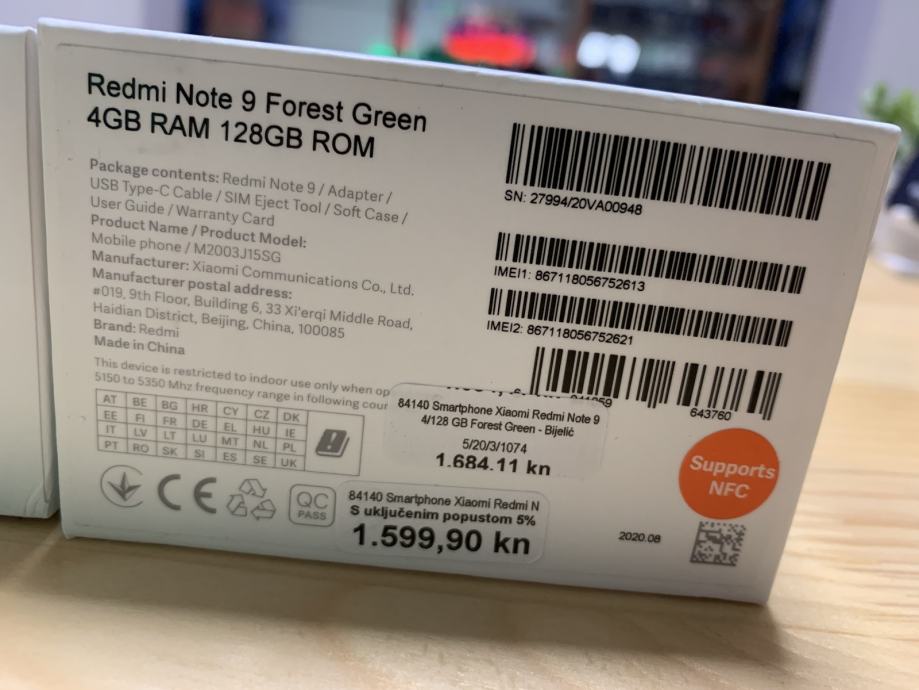 Redmi Note 9 Forest Green
4GB RAM 128GB ROM
Package contents: Redmi Note 9 / Adapter /
USB Type-C Cable / SIM Eject Tool / Soft Case /
User Guide / Warranty Card
Product Name / Product Model:
Mobile phone / M2003J15SG
Manufacturer: Xiaomi Communications Co., Ltd.
Manufacturer postal address:
#019, 9th Floor, Building 6, 33 Xi'erqi Middle Road,
Haidian District, Beijing, China, 100085
Brand: Redmi
Made in China
This device is restricted to indoor use only when
5150 to 5350 Mhz frequency range in following
AT BE BG HR CY CZ DK
EE FI FR DE EL HU IE
IT LV LT LU MT NL PL
PT RO SK SI ES SE UK
CE
QC
PASS
SN: 27994/20VA00948
IMEI1: 867118056752613
IMEI2: 867118056752621
643760
84140 Smartphone Xiaomi Redmi Note 9
4/128 GB Forest Green - Bijelić
5/20/3/1074
1.684,11 kn
84140 Smartphone Xiaomi Redmi N
S uključenim popustom 5%
1.599,90 kn
Supports
NFC
2020.08